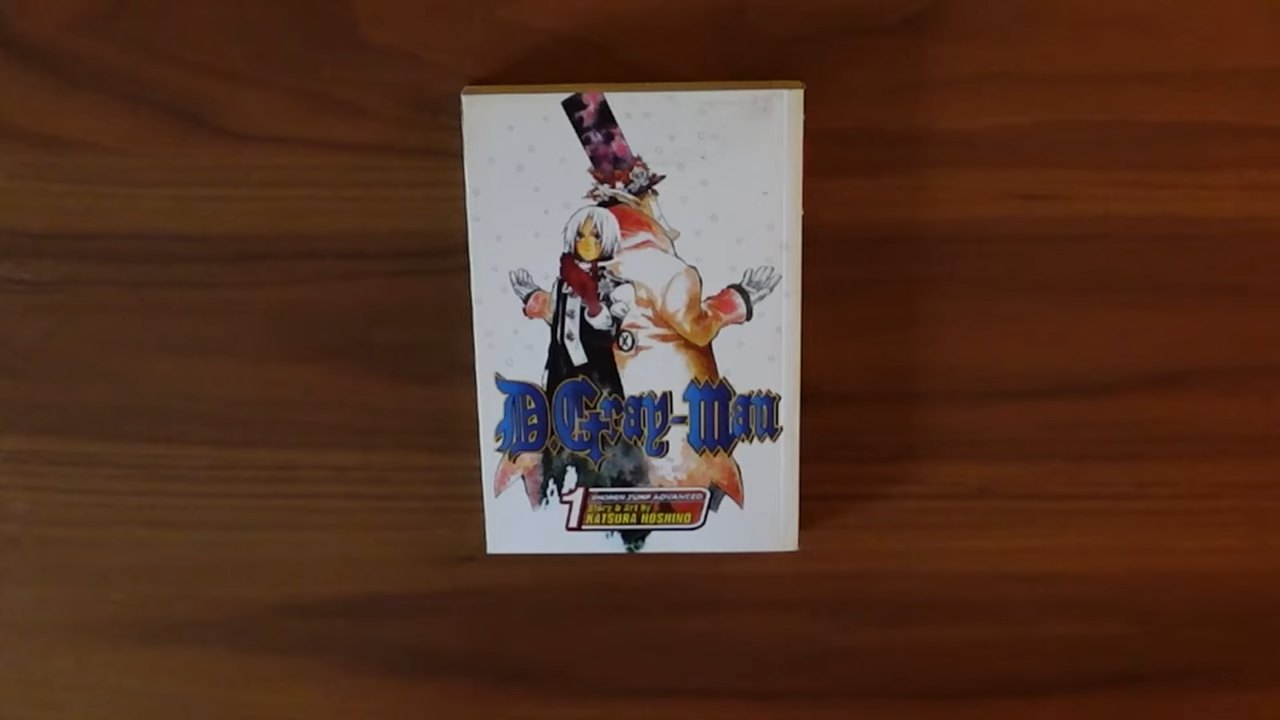 D.Gray-Man
1
SHONEN JUMP ADVANCED
Story & Art by
KATSURA HOSHINO